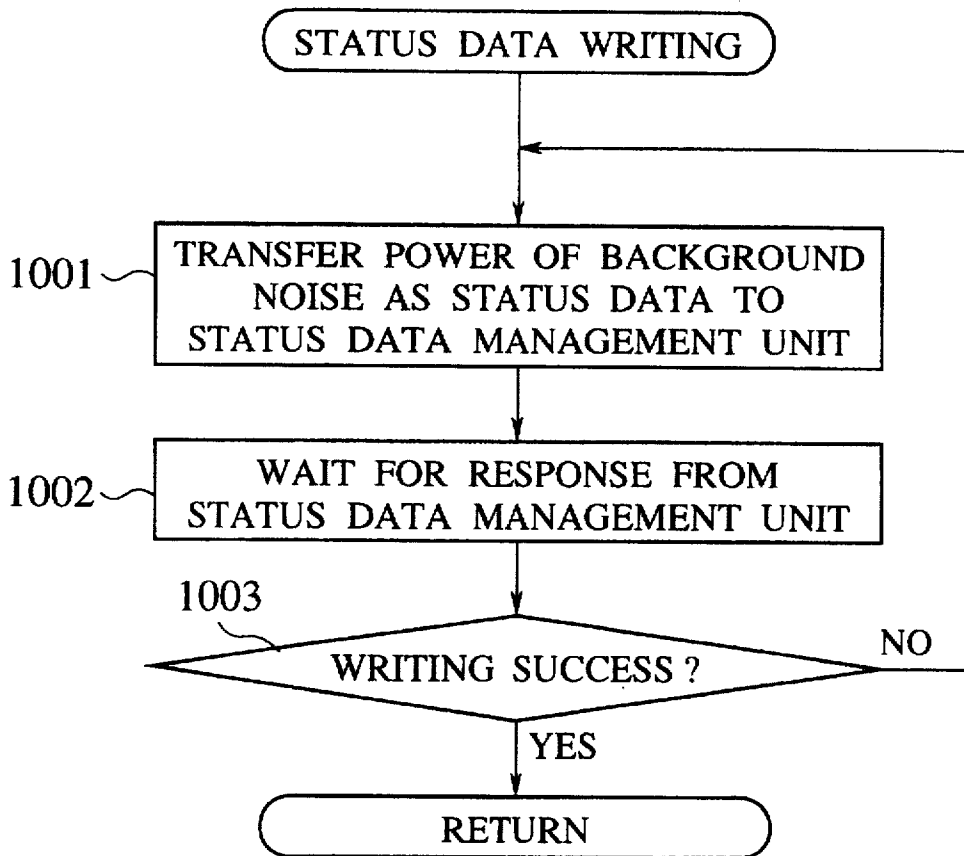 STATUS DATA WRITING
1001
TRANSFER POWER OF BACKGROUND
NOISE AS STATUS DATA TO
STATUS DATA MANAGEMENT UNIT
1002
WAIT FOR RESPONSE FROM
STATUS DATA MANAGEMENT UNIT
1003
WRITING SUCCESS ?
NO
YES
RETURN